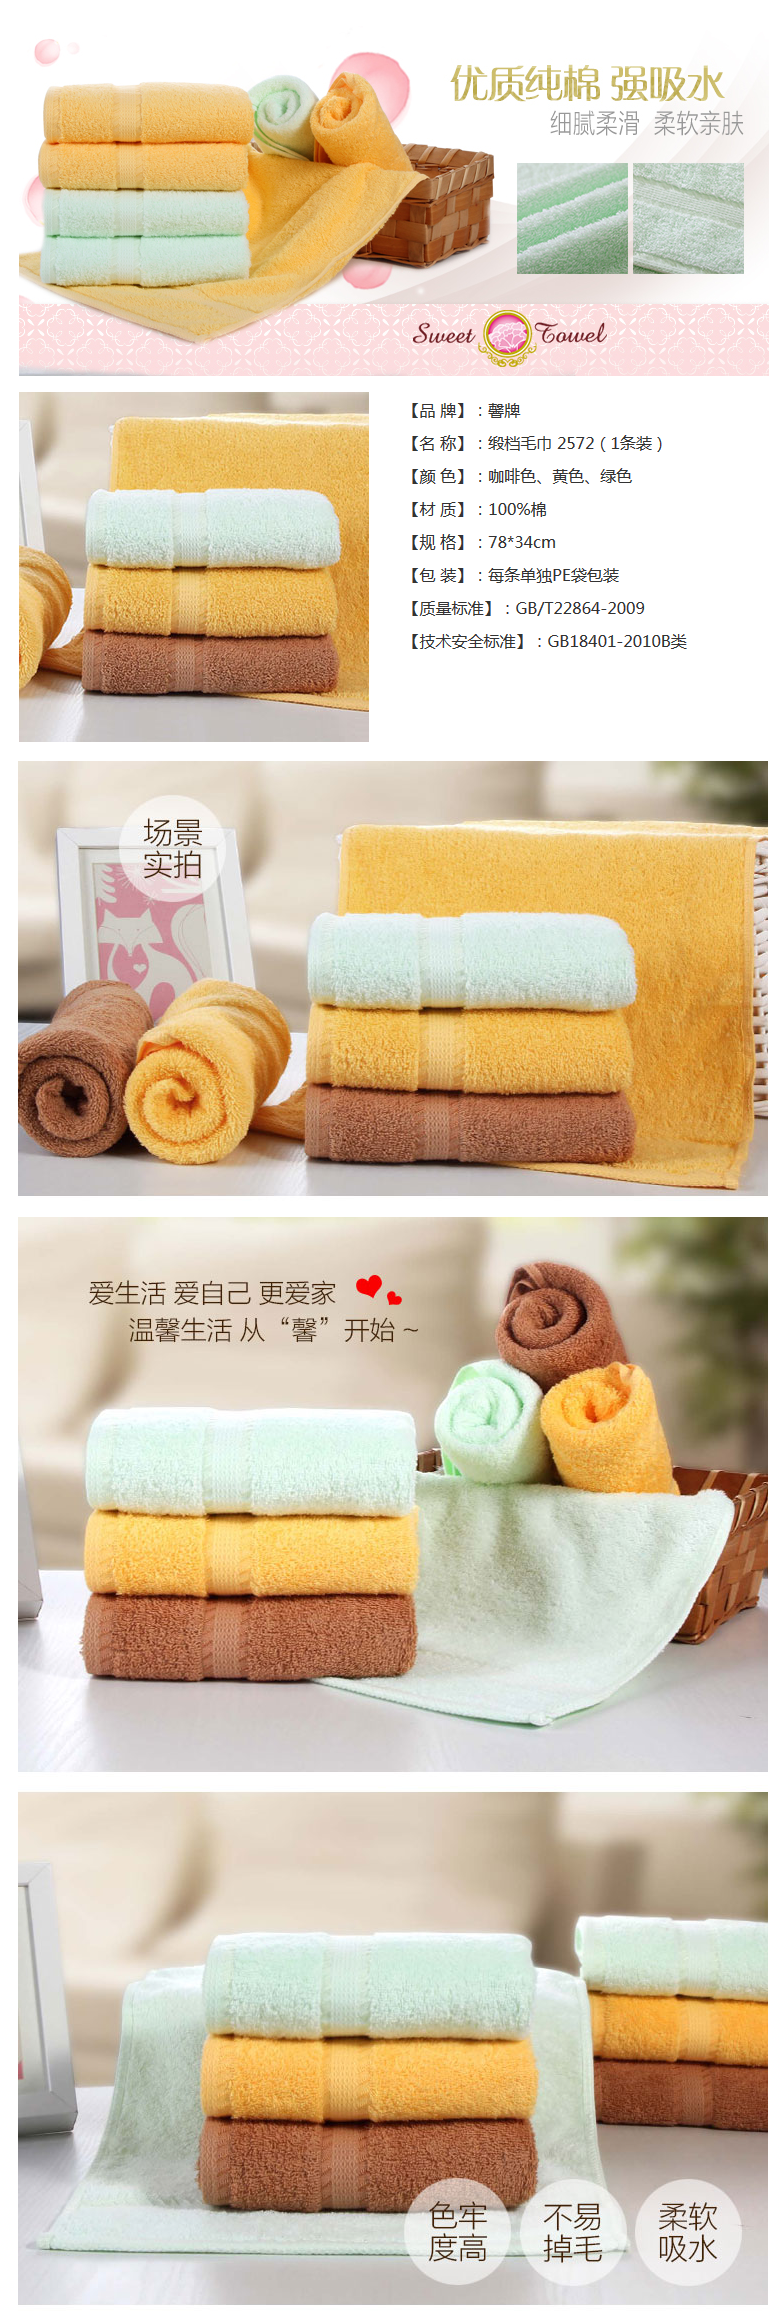 优质纯棉 强吸水
细腻柔滑 柔软亲肤
Sweet Towel
【品 牌】：馨牌
【名 称】：缎档毛巾 2572（1条装）
【颜 色】：咖啡色、黄色、绿色
【材 质】：100%棉
【规 格】：78*34cm
【包 装】：每条单独PE袋包装
【质量标准】：GB/T22864-2009
【技术安全标准】：GB18401-2010B类
场景
实拍
爱生活 爱自己 更爱家
温馨生活 从“馨”开始 ~
色牢
度高
不易
掉毛
柔软
吸水